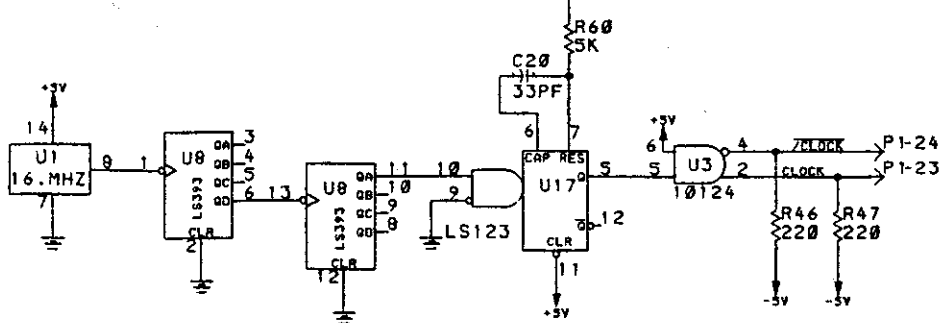 R60
5K
C20
33PF
+5V
14
U1
16.MHZ
7
8
1
U8
LS393
QA
QB
QC
QD
CLR
3
4
5
6
2
13
U8
LS393
QA
QB
QC
QD
CLR
11
10
9
8
12
10
9
LS123
6
7
CAP RES
U17
Q
Q
CLR
5
12
11
+5V
+5V
6
5
U3
10124
4
2
/CLOCK
CLOCK
P1-24
P1-23
R46
220
R47
220
-5V
-5V